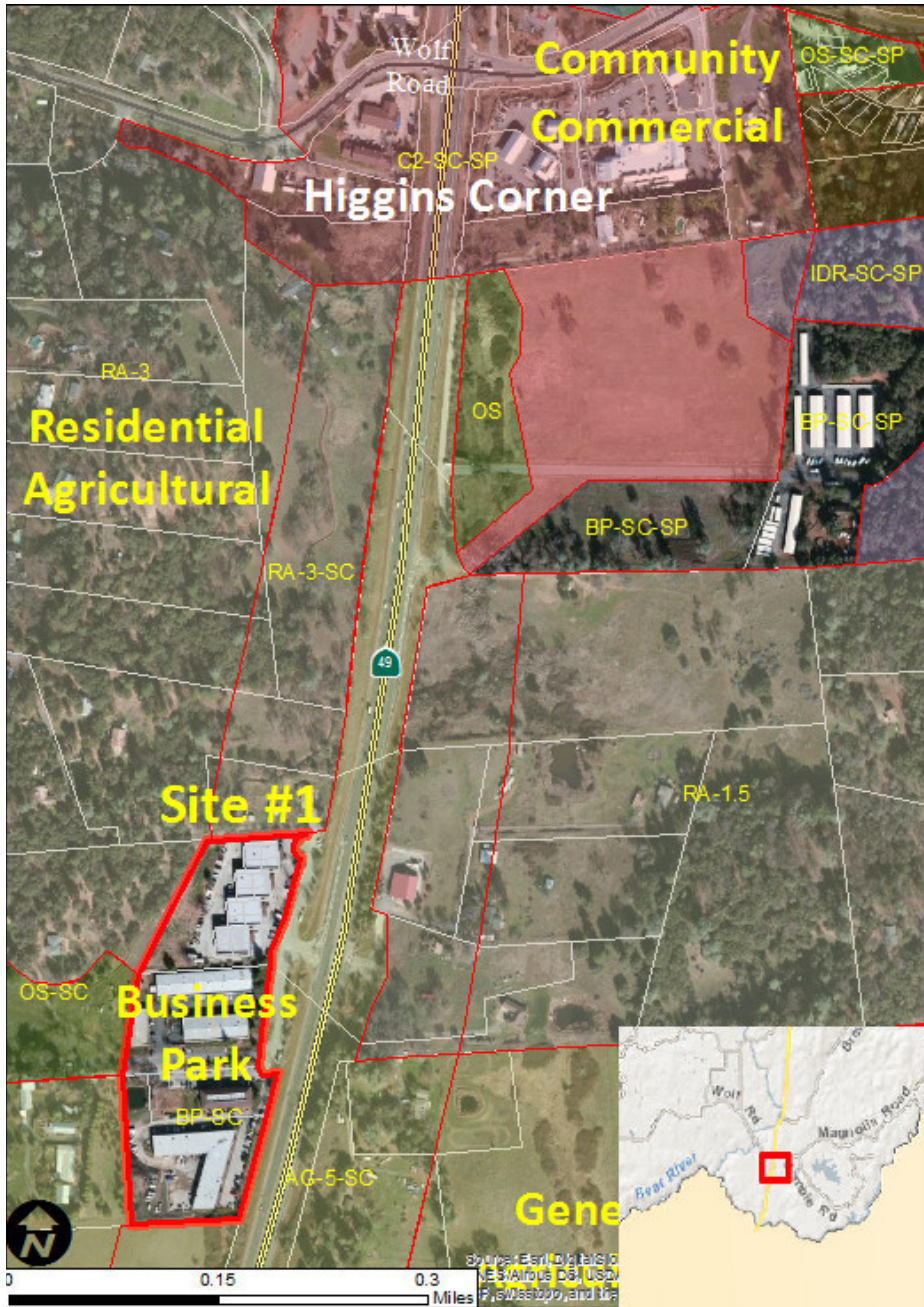 Wolf
Road
Community
Commercial
OS-SC-SP
C2-SC-SP
Higgins Corner
IDR-SC-SP
RA-3
OS
Residential
Agricultural
BP-SC-SP
BP-SC-SP
RA-3-SC
49
RA-1.5
Site #1
OS-SC
Business
Park
BP-SC
AG-5-SC
Gene
Wolf Rd
Magnolia Road
Bear River
Rd
N
0.15
0.3
Miles